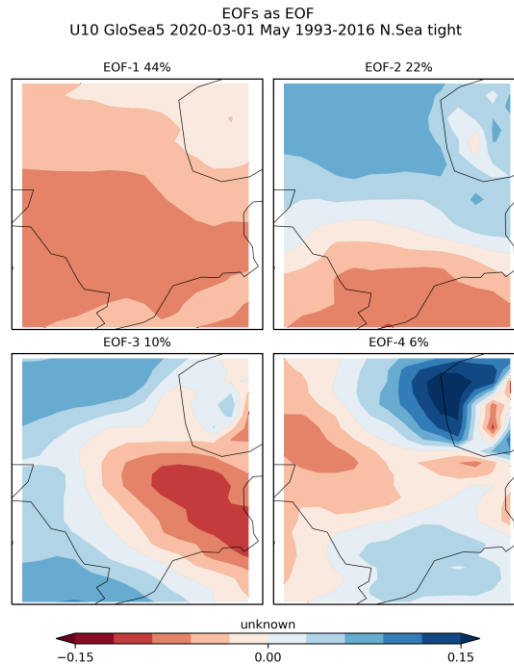 EOFs as EOF
U10 GloSea5 2020-03-01 May 1993-2016 N.Sea tight
EOF-1 44%
EOF-2 22%
EOF-3 10%
EOF-4 6%
unknown
−0.15
0.00
0.15